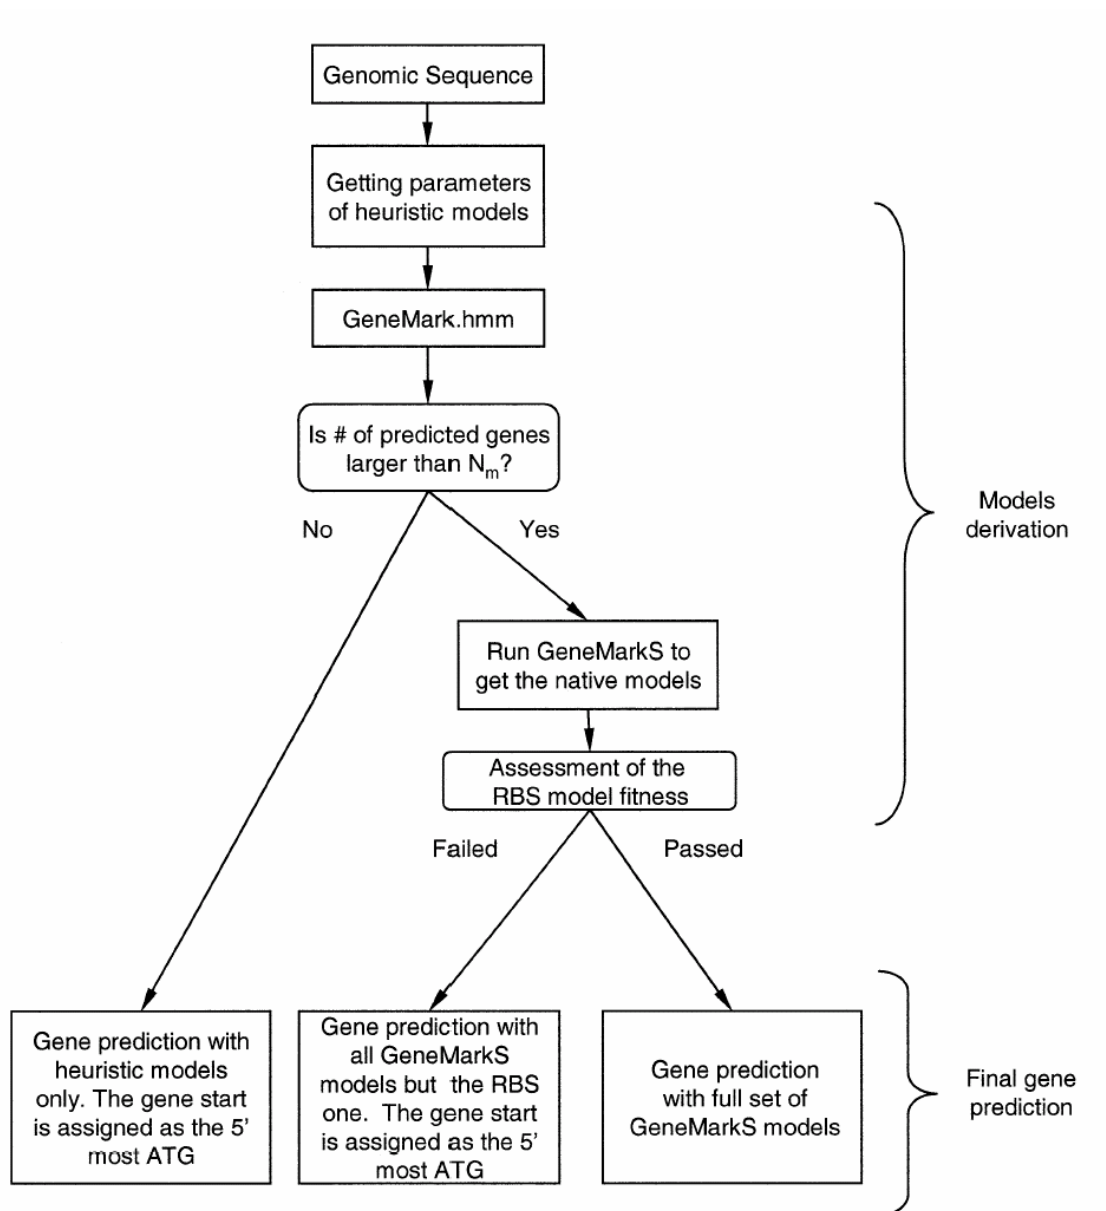 Genomic Sequence
Getting parameters
of heuristic models
GeneMark.hmm
Is # of predicted genes
larger than Nm?
No
Yes
Models
derivation
Run GeneMarkS to
get the native models
Assessment of the
RBS model fitness
Failed
Passed
Gene prediction with
heuristic models
only. The gene start
is assigned as the 5'
most ATG
Gene prediction with
all GeneMarkS
models but the RBS
one. The gene start
is assigned as the 5'
most ATG
Gene prediction
with full set of
GeneMarkS models
Final gene
prediction